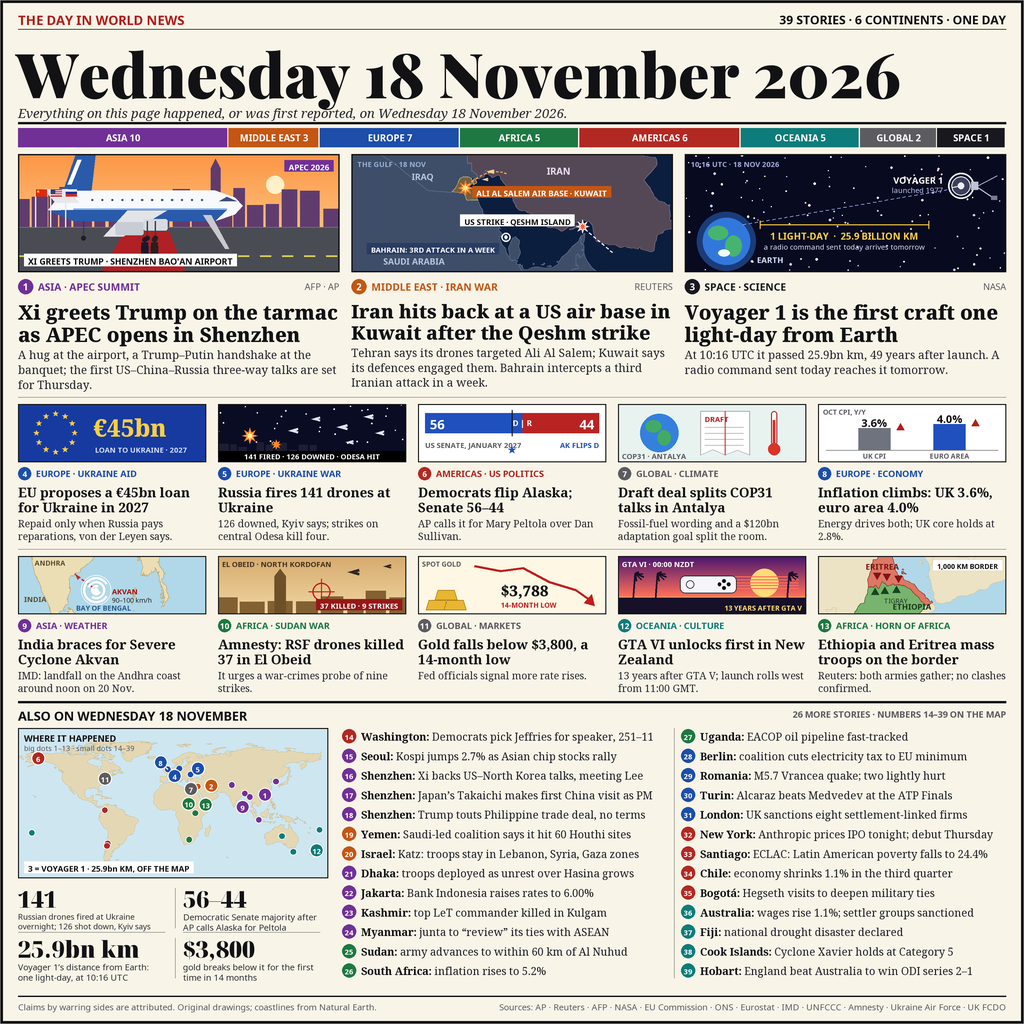 THE DAY IN WORLD NEWS
39 STORIES · 6 CONTINENTS · ONE DAY
Wednesday 18 November 2026
Everything on this page happened, or was first reported, on Wednesday 18 November 2026.
ASIA 10
MIDDLE EAST 3
EUROPE 7
AFRICA 5
AMERICAS 6
OCEANIA 5
GLOBAL 2
SPACE 1
APEC 2026
XI GREETS TRUMP · SHENZHEN BAO'AN AIRPORT
THE GULF · 18 NOV
IRAQ
IRAN
ALI AL SALEM AIR BASE · KUWAIT
US STRIKE · QESHM ISLAND
BAHRAIN: 3RD ATTACK IN A WEEK
SAUDI ARABIA
10:16 UTC · 18 NOV 2026
VOYAGER 1
launched 1977
1 LIGHT-DAY · 25.9 BILLION KM
a radio command sent today arrives tomorrow
EARTH
1 ASIA · APEC SUMMIT
AFP · AP
Xi greets Trump on the tarmac
as APEC opens in Shenzhen
A hug at the airport, a Trump–Putin handshake at the
banquet; the first US–China–Russia three-way talks are set
for Thursday.
2 MIDDLE EAST · IRAN WAR
REUTERS
Iran hits back at a US air base in
Kuwait after the Qeshm strike
Tehran says its drones targeted Ali Al Salem; Kuwait says
its defences engaged them. Bahrain intercepts a third
Iranian attack in a week.
3 SPACE · SCIENCE
NASA
Voyager 1 is the first craft one
light-day from Earth
At 10:16 UTC it passed 25.9bn km, 49 years after launch. A
radio command sent today reaches it tomorrow.
€45bn
LOAN TO UKRAINE · 2027
4 EUROPE · UKRAINE AID
EU proposes a €45bn loan
for Ukraine in 2027
Repaid only when Russia pays
reparations, von der Leyen says.
141 FIRED · 126 DOWNED · ODESA HIT
5 EUROPE · UKRAINE WAR
Russia fires 141 drones at
Ukraine
126 downed, Kyiv says; strikes on
central Odesa kill four.
56
D
R
44
US SENATE, JANUARY 2027
AK FLIPS D
6 AMERICAS · US POLITICS
Democrats flip Alaska;
Senate 56–44
AP calls it for Mary Peltola over Dan
Sullivan.
DRAFT
COP31 · ANTALYA
7 GLOBAL · CLIMATE
Draft deal splits COP31
talks in Antalya
Fossil-fuel wording and a $120bn
adaptation goal split the room.
OCT CPI, Y/Y
3.6%
4.0%
UK CPI
EURO AREA
8 EUROPE · ECONOMY
Inflation climbs: UK 3.6%,
euro area 4.0%
Energy drives both; UK core holds at
2.8%.
ANDHRA
INDIA
AKVAN
90–100 km/h
BAY OF BENGAL
9 ASIA · WEATHER
India braces for Severe
Cyclone Akvan
IMD: landfall on the Andhra coast
around noon on 20 Nov.
EL OBEID · NORTH KORDOFAN
37 KILLED · 9 STRIKES
10 AFRICA · SUDAN WAR
Amnesty: RSF drones killed
37 in El Obeid
It urges a war-crimes probe of nine
strikes.
SPOT GOLD
$3,788
14-MONTH LOW
11 GLOBAL · MARKETS
Gold falls below $3,800, a
14-month low
Fed officials signal more rate rises.
GTA VI · 00:00 NZDT
13 YEARS AFTER GTA V
12 OCEANIA · CULTURE
GTA VI unlocks first in New
Zealand
13 years after GTA V; launch rolls west
from 11:00 GMT.
ERITREA
1,000 KM BORDER
TIGRAY
ETHIOPIA
13 AFRICA · HORN OF AFRICA
Ethiopia and Eritrea mass
troops on the border
Reuters: both armies gather; no clashes
confirmed.
ALSO ON WEDNESDAY 18 NOVEMBER
26 MORE STORIES · NUMBERS 14–39 ON THE MAP
WHERE IT HAPPENED
big dots 1–13 · small dots 14–39
6
11
8
4
5
7
2
10
13
9
1
12
3 = VOYAGER 1 · 25.9bn KM, OFF THE MAP
141
Russian drones fired at Ukraine
overnight; 126 shot down, Kyiv says
56–44
Democratic Senate majority after
AP calls Alaska for Peltola
25.9bn km
Voyager 1's distance from Earth:
one light-day, at 10:16 UTC
$3,800
gold breaks below it for the first
time in 14 months
14 Washington: Democrats pick Jeffries for speaker, 251–11
15 Seoul: Kospi jumps 2.7% as Asian chip stocks rally
16 Shenzhen: Xi backs US–North Korea talks, meeting Lee
17 Shenzhen: Japan's Takaichi makes first China visit as PM
18 Shenzhen: Trump touts Philippine trade deal, no terms
19 Yemen: Saudi-led coalition says it hit 60 Houthi sites
20 Israel: Katz: troops stay in Lebanon, Syria, Gaza zones
21 Dhaka: troops deployed as unrest over Hasina grows
22 Jakarta: Bank Indonesia raises rates to 6.00%
23 Kashmir: top LeT commander killed in Kulgam
24 Myanmar: junta to “review” its ties with ASEAN
25 Sudan: army advances to within 60 km of Al Nuhud
26 South Africa: inflation rises to 5.2%
27 Uganda: EACOP oil pipeline fast-tracked
28 Berlin: coalition cuts electricity tax to EU minimum
29 Romania: M5.7 Vrancea quake; two lightly hurt
30 Turin: Alcaraz beats Medvedev at the ATP Finals
31 London: UK sanctions eight settlement-linked firms
32 New York: Anthropic prices IPO tonight; debut Thursday
33 Santiago: ECLAC: Latin American poverty falls to 24.4%
34 Chile: economy shrinks 1.1% in the third quarter
35 Bogotá: Hegseth visits to deepen military ties
36 Australia: wages rise 1.1%; settler groups sanctioned
37 Fiji: national drought disaster declared
38 Cook Islands: Cyclone Xavier holds at Category 5
39 Hobart: England beat Australia to win ODI series 2–1
Claims by warring sides are attributed. Original drawings; coastlines from Natural Earth.
Sources: AP · Reuters · AFP · NASA · EU Commission · ONS · Eurostat · IMD · UNFCCC · Amnesty · Ukraine Air Force · UK FCDO